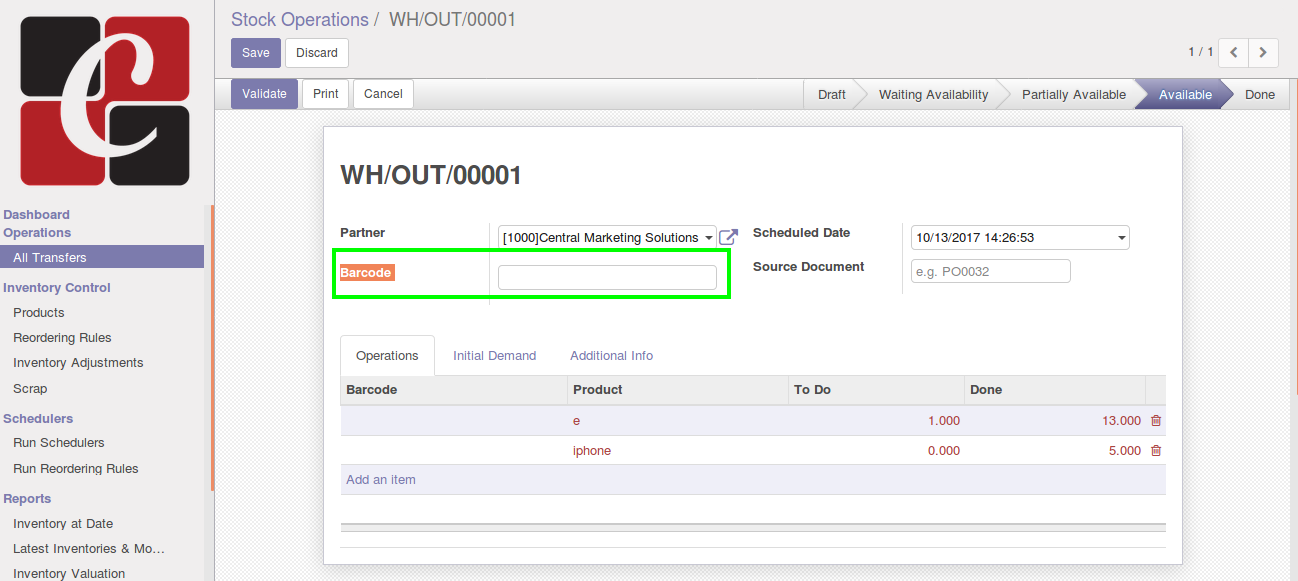 C
Dashboard
Operations
All Transfers
Inventory Control
Products
Reordering Rules
Inventory Adjustments
Scrap
Schedulers
Run Schedulers
Run Reordering Rules
Reports
Inventory at Date
Latest Inventories & Mo...
Inventory Valuation
Stock Operations / WH/OUT/00001
Save Discard 1 / 1
Validate Print Cancel Draft Waiting Availability Partially Available Available Done
WH/OUT/00001
Partner [1000]Central Marketing Solutions Scheduled Date 10/13/2017 14:26:53
Barcode Source Document e.g. PO0032
Operations Initial Demand Additional Info
Barcode Product To Do Done
e 1.000 13.000
iphone 0.000 5.000
Add an item